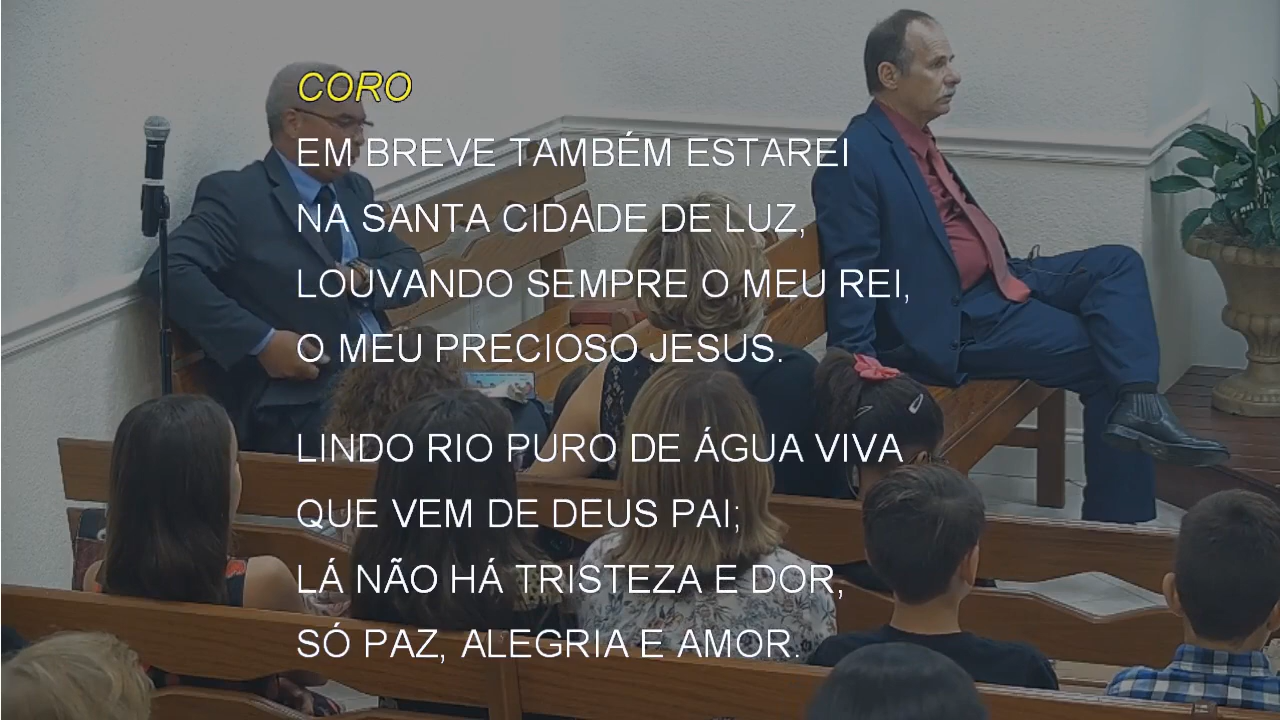 CORO
EM BREVE TAMBÉM ESTAREI
NA SANTA CIDADE DE LUZ,
LOUVANDO SEMPRE O MEU REI,
O MEU PRECIOSO JESUS.
LINDO RIO PURO DE ÁGUA VIVA
QUE VEM DE DEUS PAI;
LÁ NÃO HÁ TRISTEZA E DOR,
SÓ PAZ, ALEGRIA E AMOR.